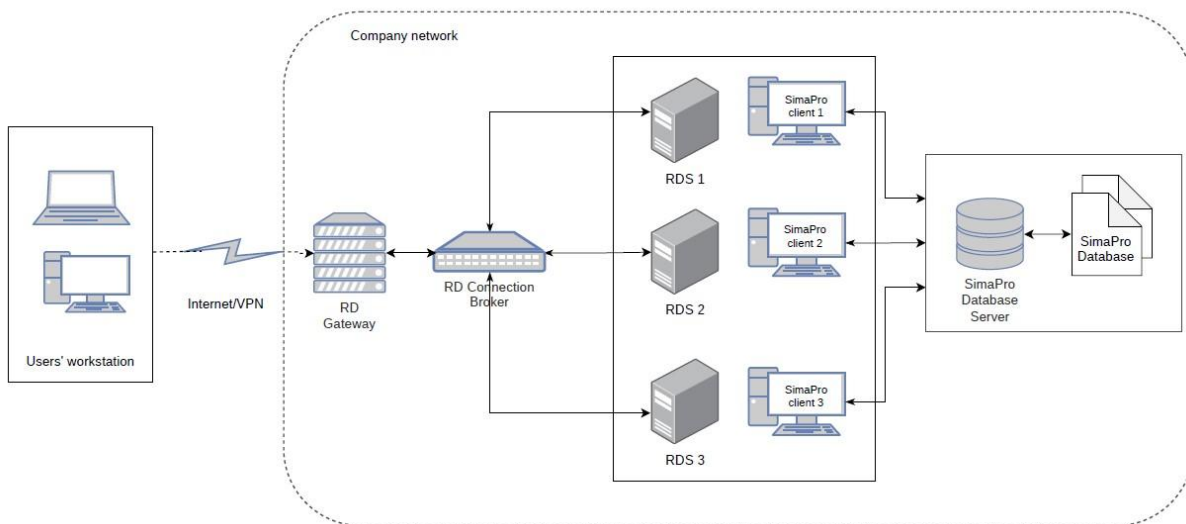 Company network
Users' workstation
Internet/VPN
RD
Gateway
RD Connection
Broker
RDS 1
SimaPro
client 1
RDS 2
SimaPro
client 2
RDS 3
SimaPro
client 3
SimaPro
Database
Server
SimaPro
Database